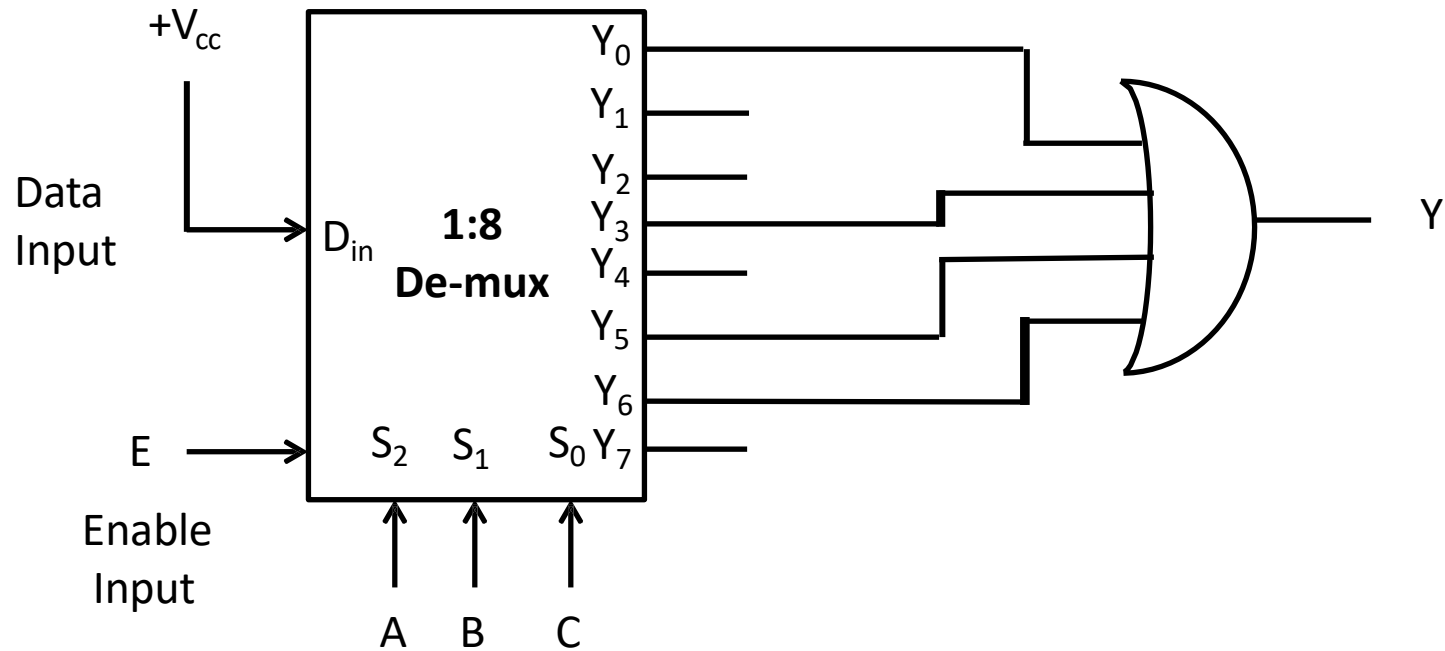 +Vcc
Data
Input
Din
1:8
De-mux
Y0
Y1
Y2
Y3
Y4
Y5
Y6
Y7
Y
E
Enable
Input
S2 S1 S0
A B C